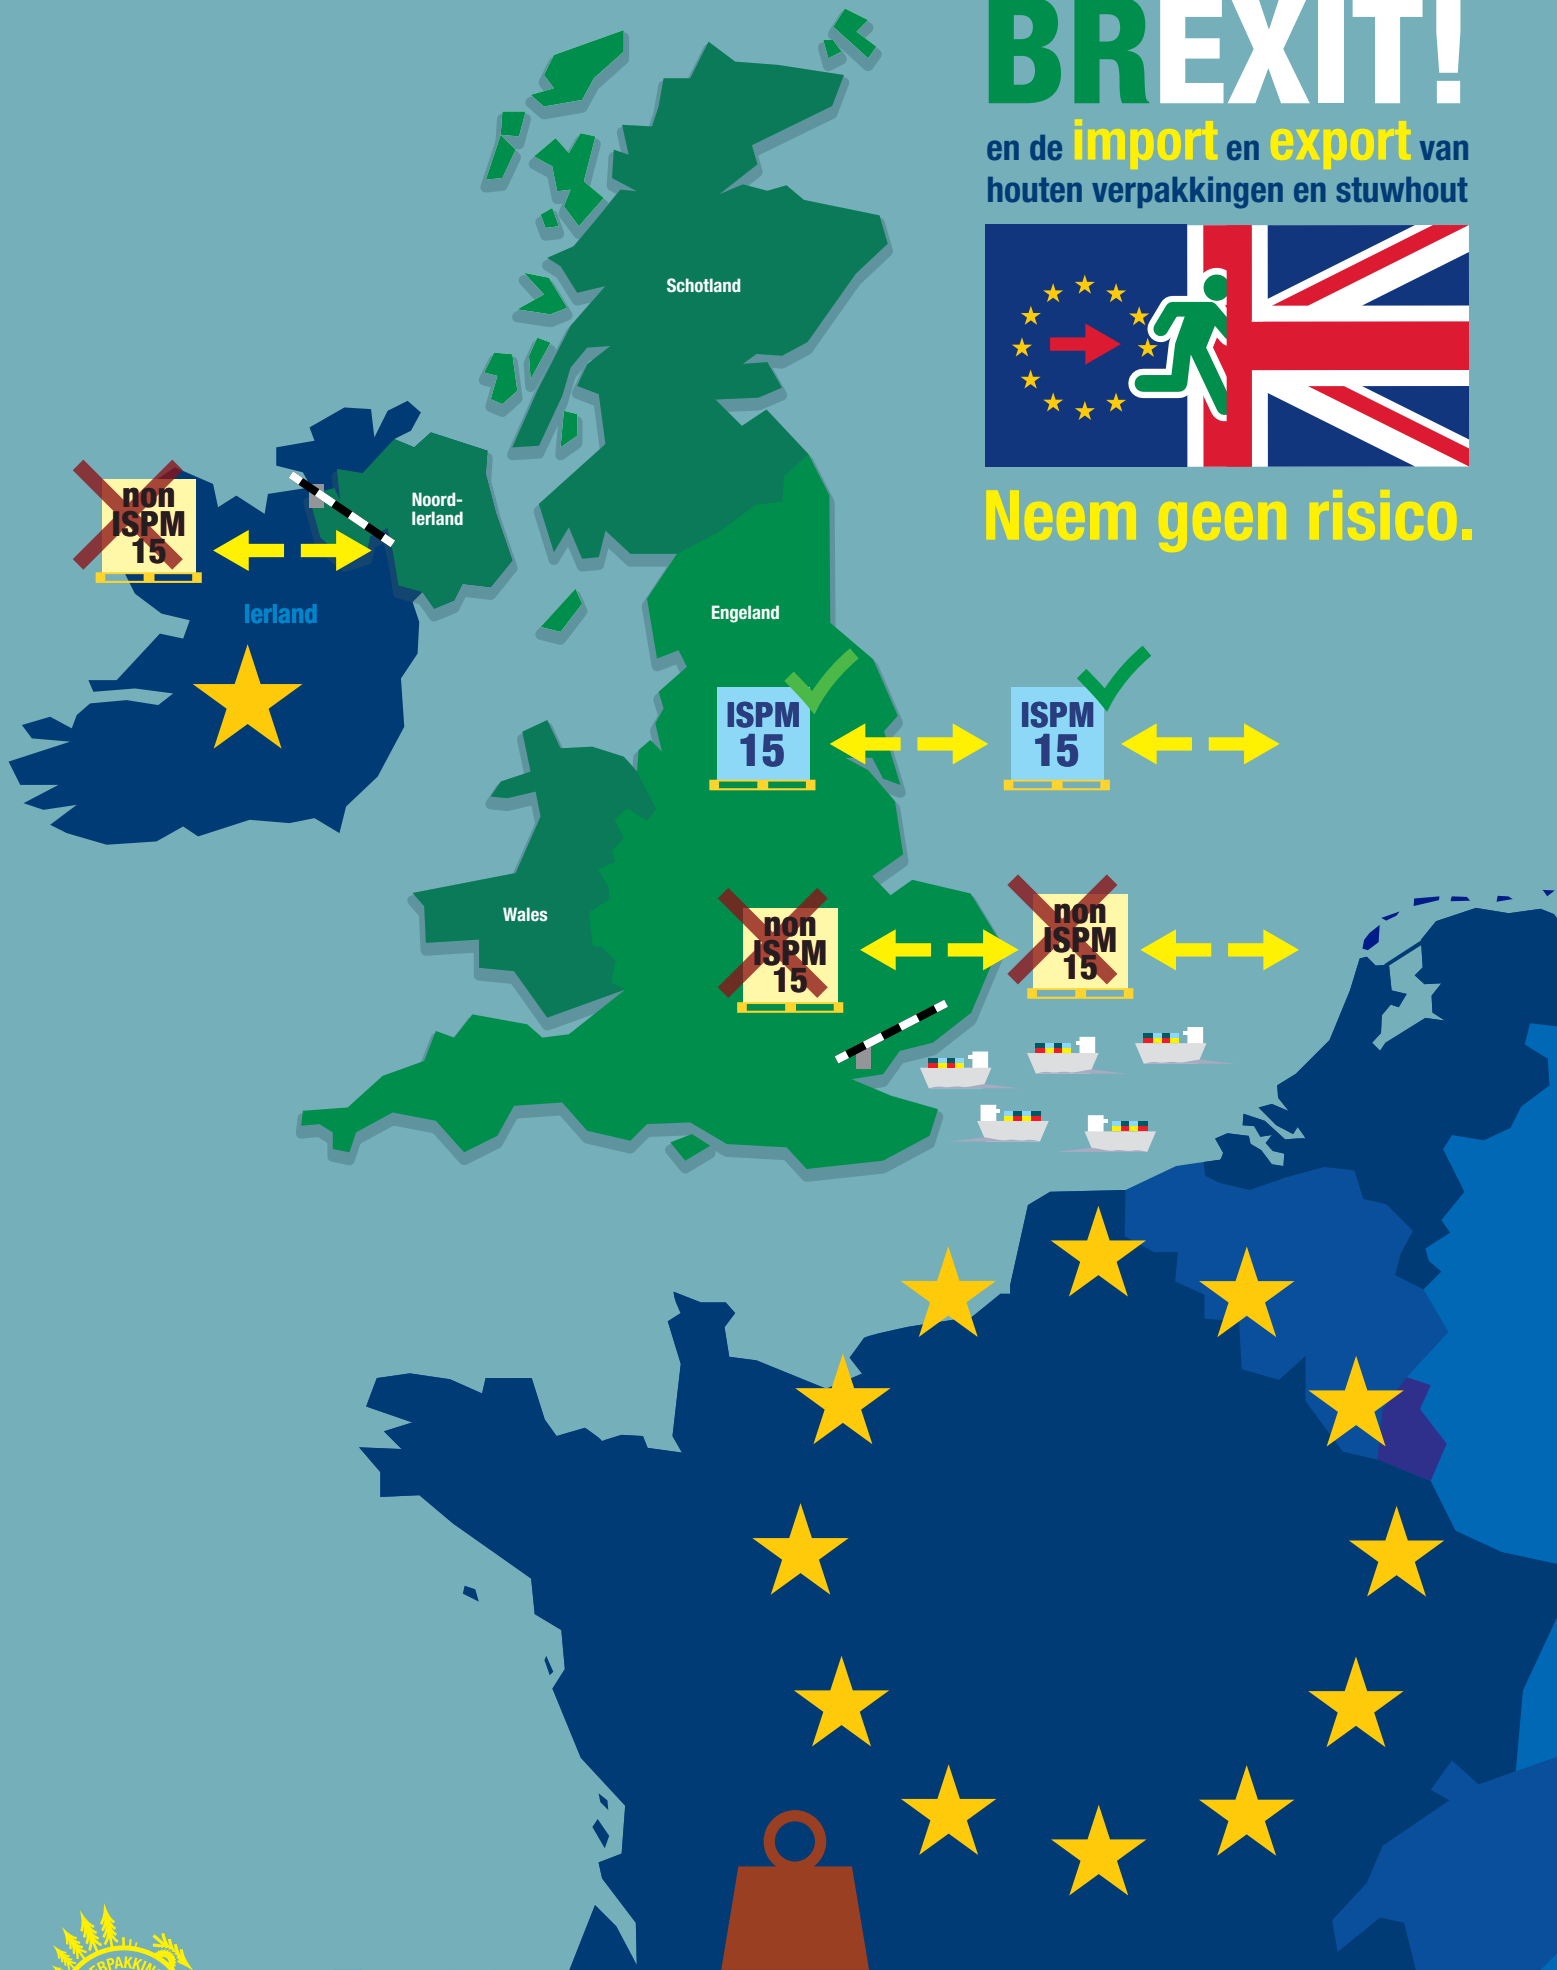 BREXIT!
en de import en export van
houten verpakkingen en stuwhout
Schotland
Noord-
Ierland
non
ISPM
15
Neem geen risico.
Ierland
Engeland
ISPM
15
ISPM
15
Wales
non
ISPM
15
non
ISPM
15